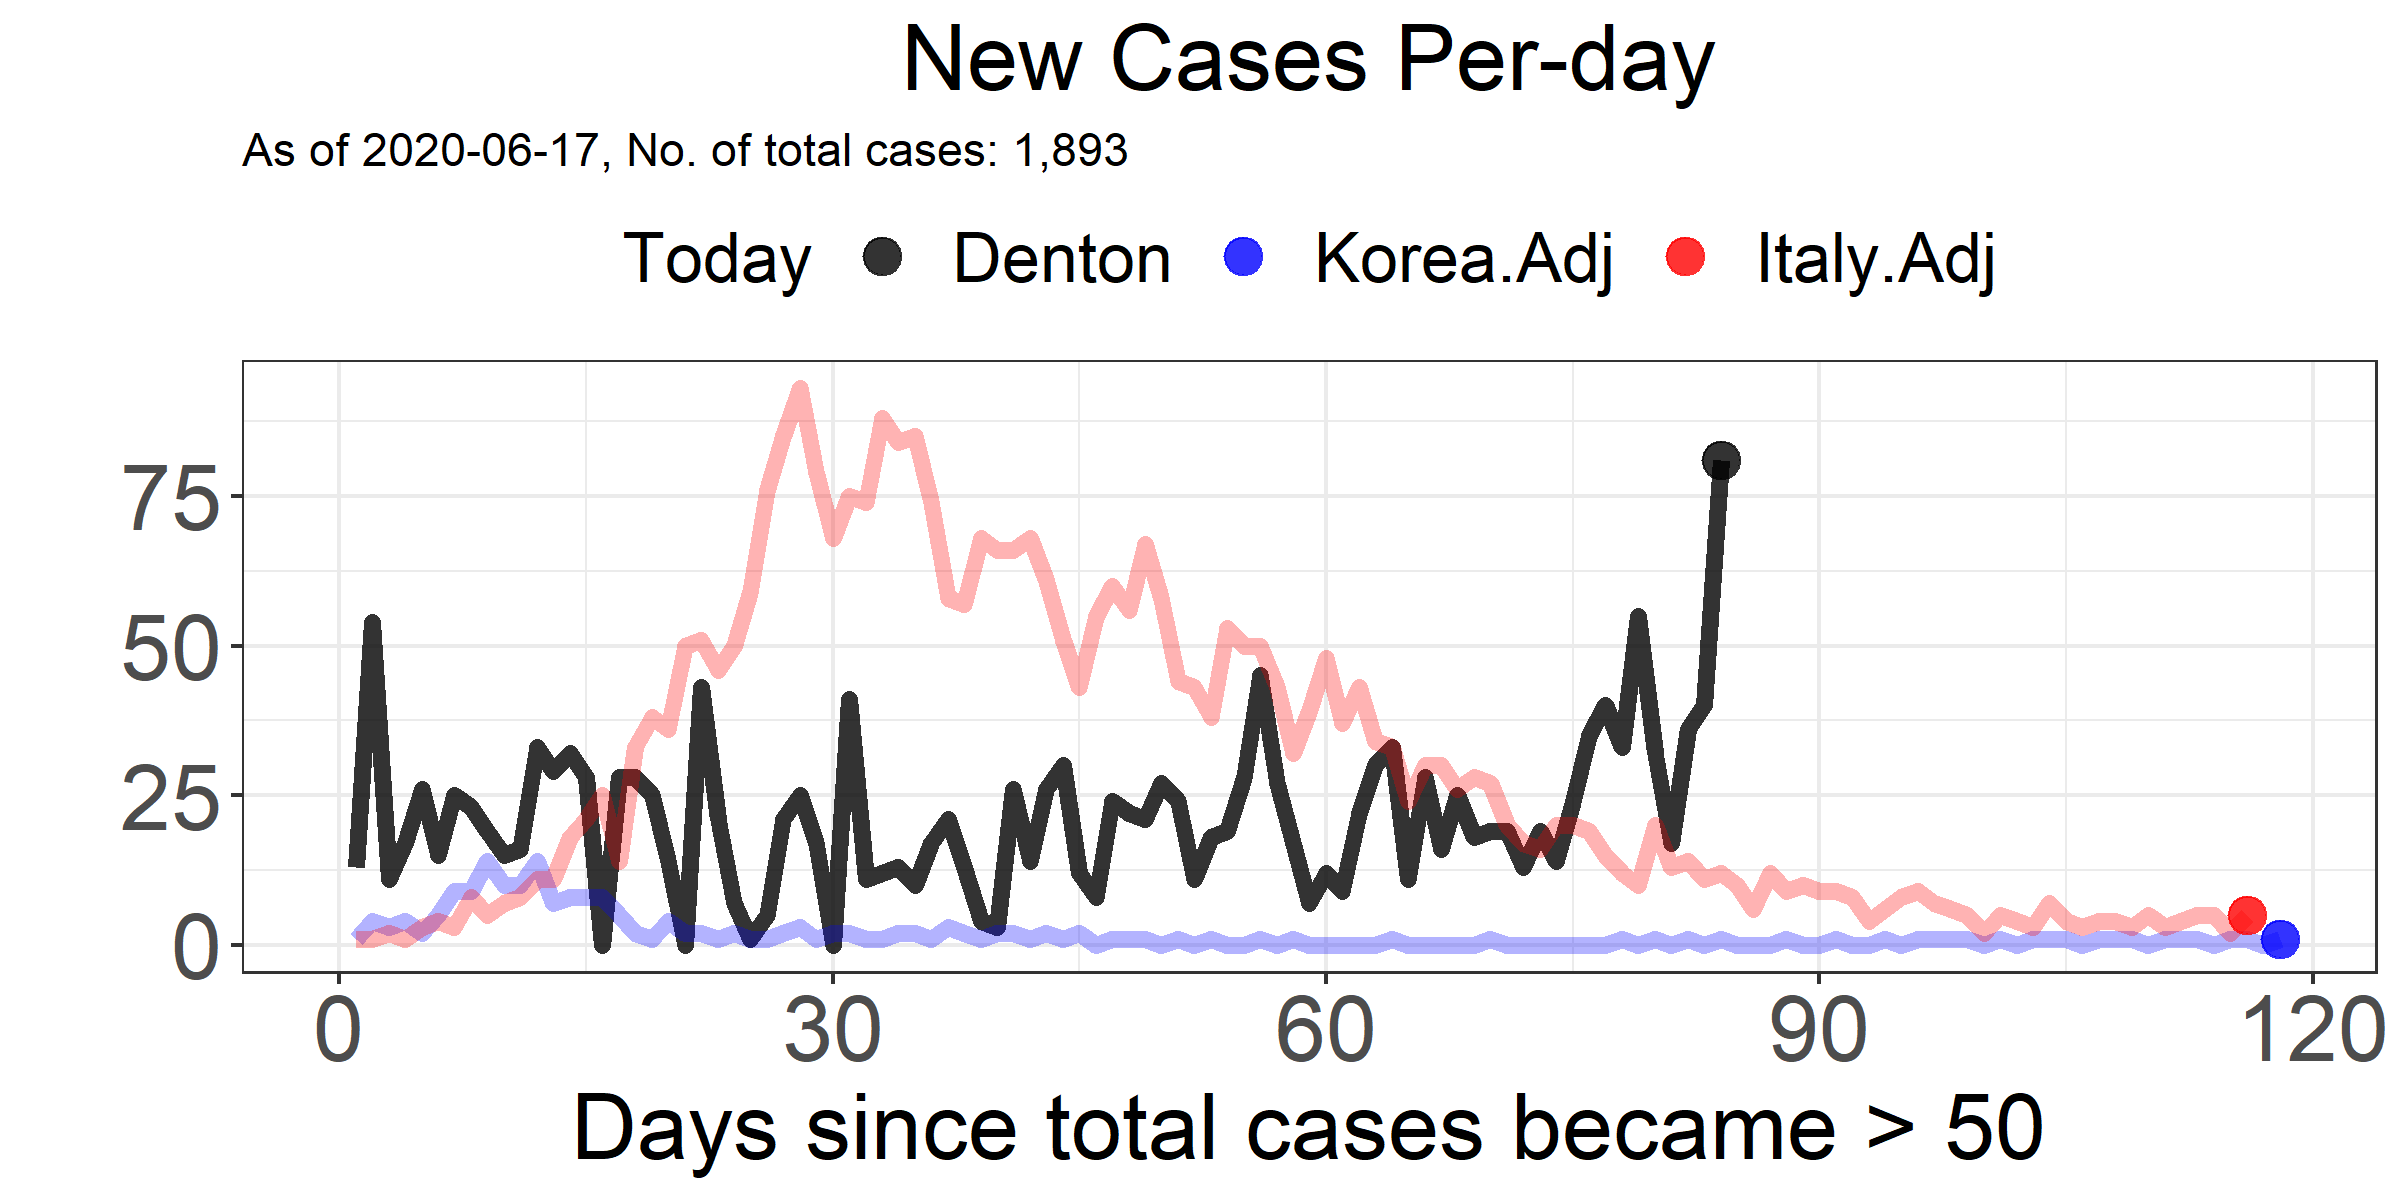 New Cases Per-day
As of 2020-06-17, No. of total cases: 1,893
Today Denton Korea.Adj Italy.Adj
75
50
25
0
0 30 60 90 120
Days since total cases became > 50